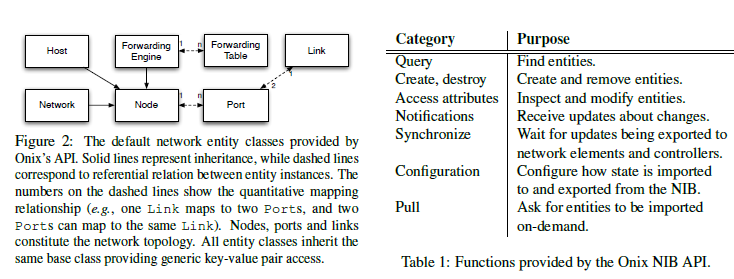 Host
Forwarding
Engine
1
n
Forwarding
Table
Link
1
2
Network
Node
1
n
Port
Figure 2: The default network entity classes provided by
Onix's API. Solid lines represent inheritance, while dashed lines
correspond to referential relation between entity instances. The
numbers on the dashed lines show the quantitative mapping
relationship (e.g., one Link maps to two Ports, and two
Ports can map to the same Link). Nodes, ports and links
constitute the network topology. All entity classes inherit the
same base class providing generic key-value pair access.
Category Purpose
Query Find entities.
Create, destroy Create and remove entities.
Access attributes Inspect and modify entities.
Notifications Receive updates about changes.
Synchronize Wait for updates being exported to
network elements and controllers.
Configuration Configure how state is imported
to and exported from the NIB.
Pull Ask for entities to be imported
on-demand.
Table 1: Functions provided by the Onix NIB API.